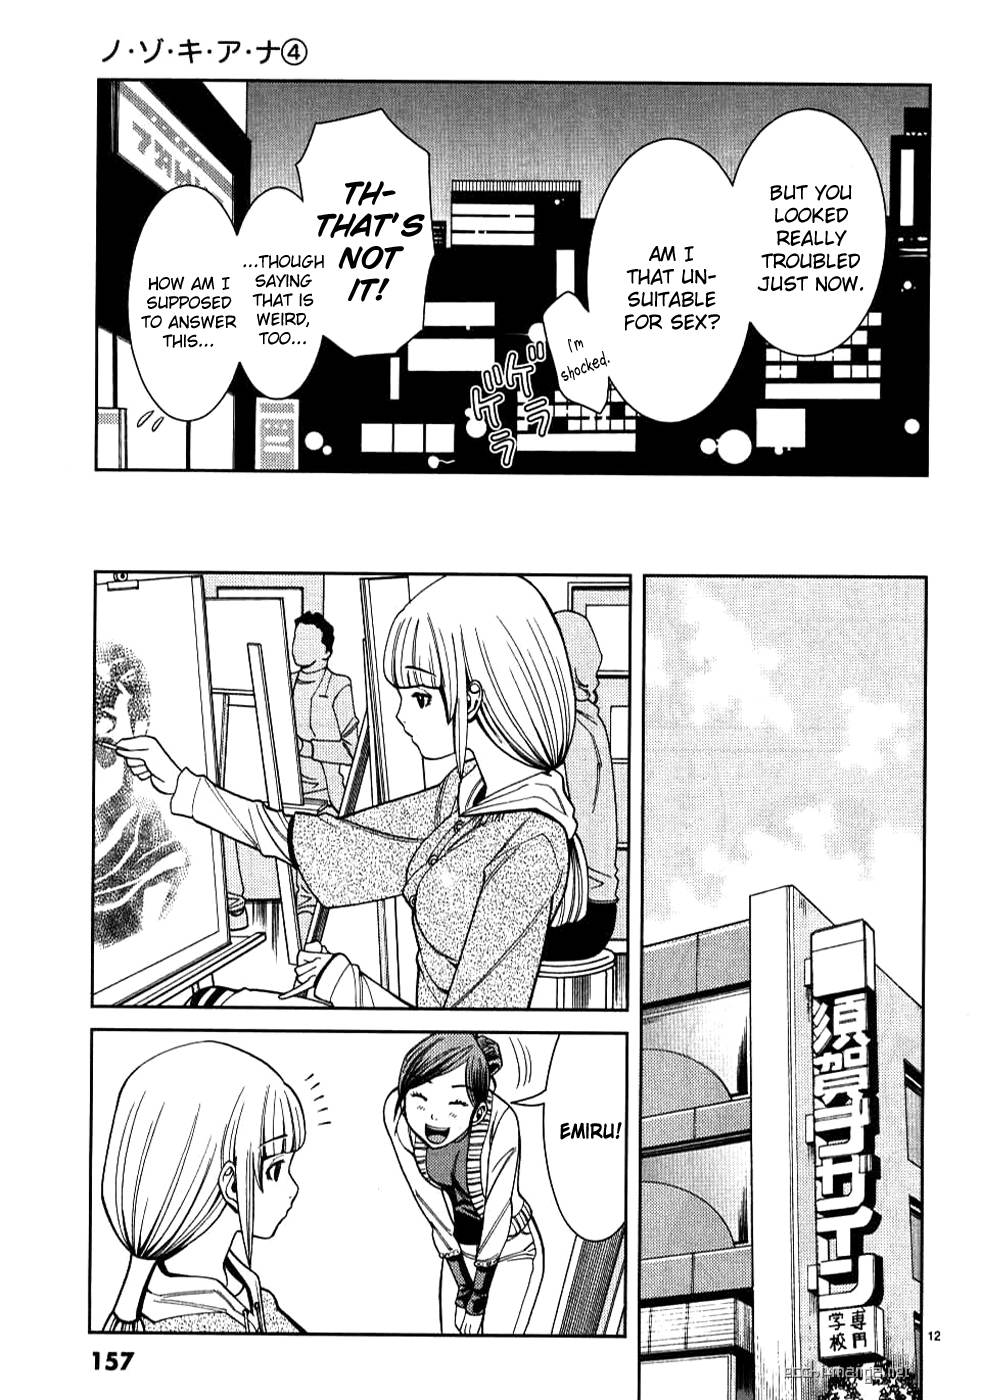 ノ・ゾ・キ・ア・ナ④
BUT YOU
LOOKED
REALLY
TROUBLED
JUST NOW.
AM I
THAT UN-
SUITABLE
FOR SEX?
I'm
shocked.
ゲラ
ゲラ
TH-
THAT'S
NOT
IT!
...THOUGH
SAYING
THAT IS
WEIRD,
TOO...
HOW AM I
SUPPOSED
TO ANSWER
THIS...
須賀デザイン
専門
学校
EMIRU!
12
157